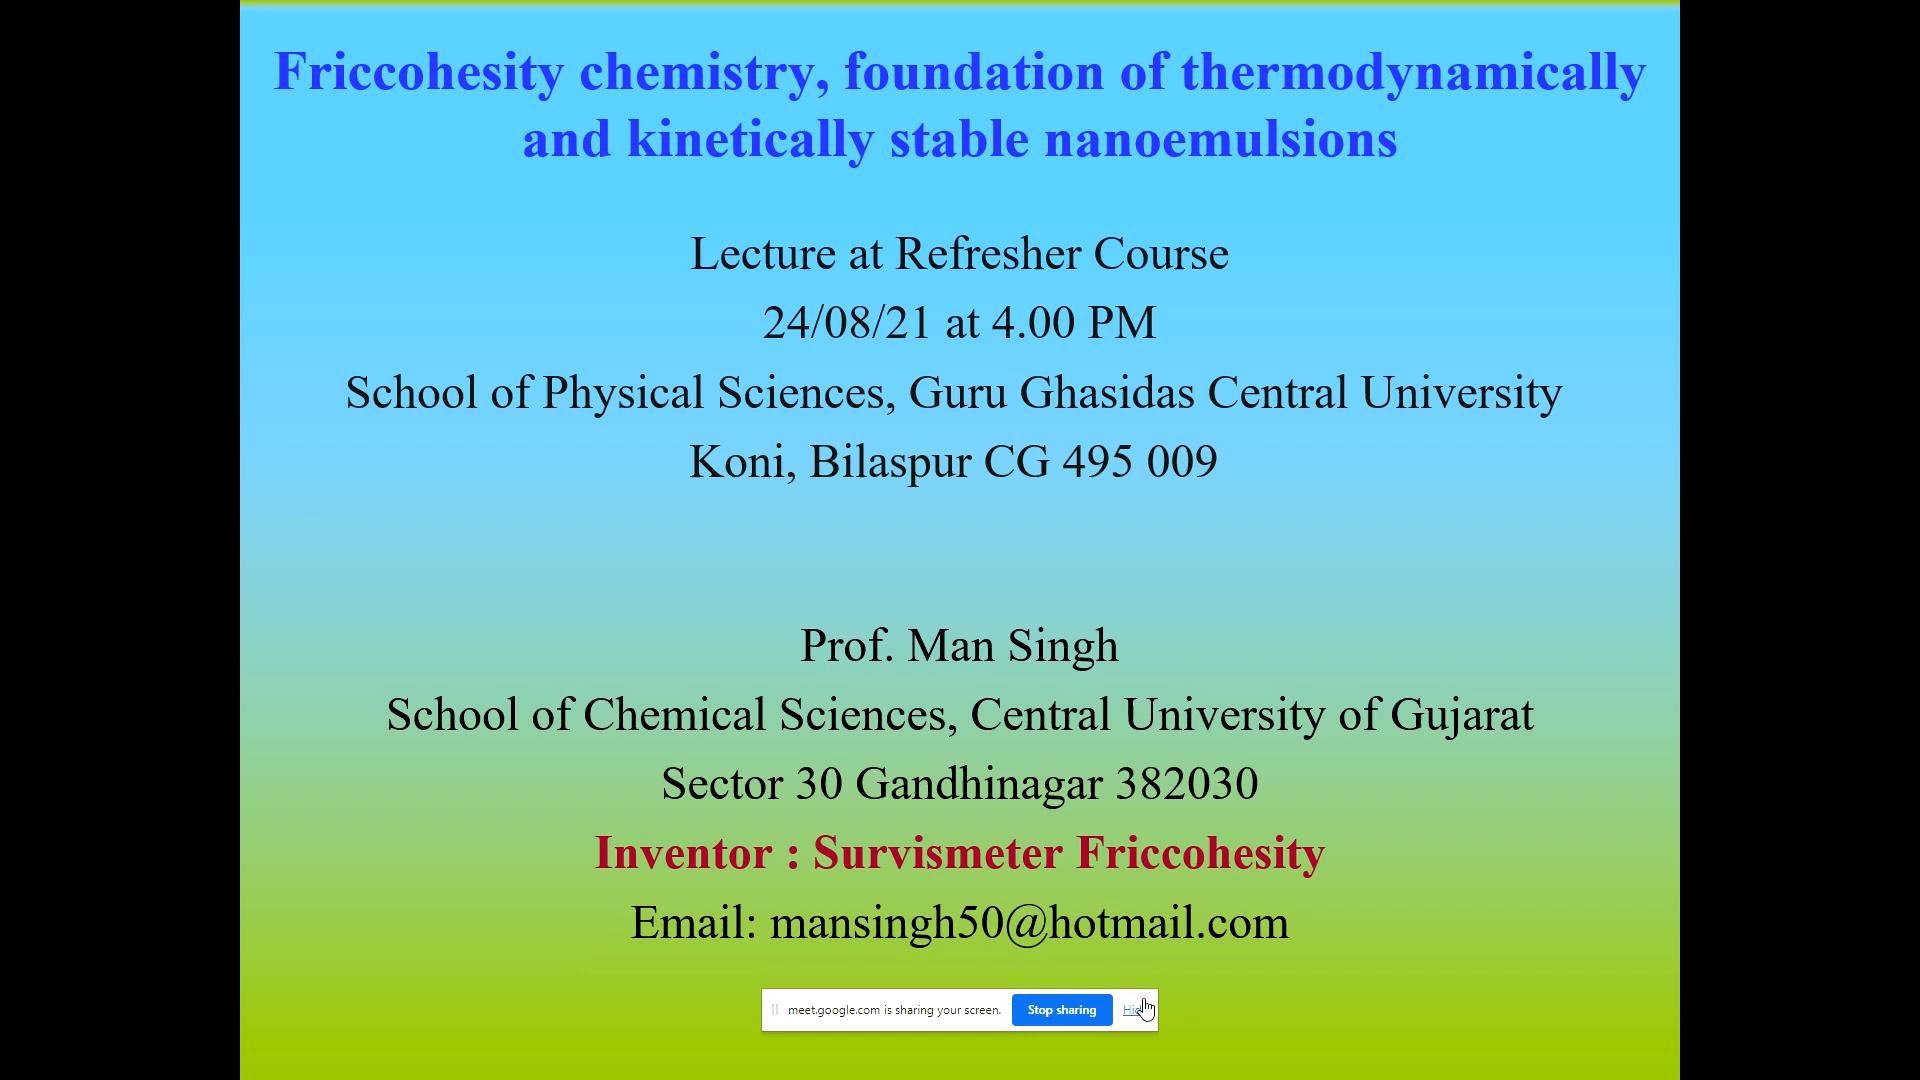 Friccohesity chemistry, foundation of thermodynamically
and kinetically stable nanoemulsions
Lecture at Refresher Course
24/08/21 at 4.00 PM
School of Physical Sciences, Guru Ghasidas Central University
Koni, Bilaspur CG 495 009
Prof. Man Singh
School of Chemical Sciences, Central University of Gujarat
Sector 30 Gandhinagar 382030
Inventor : Survismeter Friccohesity
Email: mansingh50@hotmail.com
meet.google.com is sharing your screen. Stop sharing